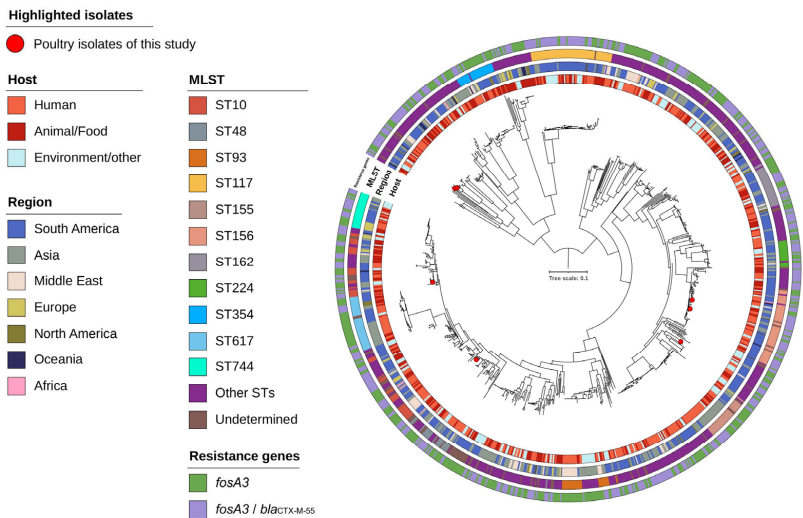 Highlighted isolates
Poultry isolates of this study
Host
Human
Animal/Food
Environment/other
Region
South America
Asia
Middle East
Europe
North America
Oceania
Africa
MLST
ST10
ST48
ST93
ST117
ST155
ST156
ST162
ST224
ST354
ST617
ST744
Other STs
Undetermined
Resistance genes
fosA3
fosA3 / blaCTX-M-55
Resistance genes
MLST
Region
Host
Tree scale: 0.1